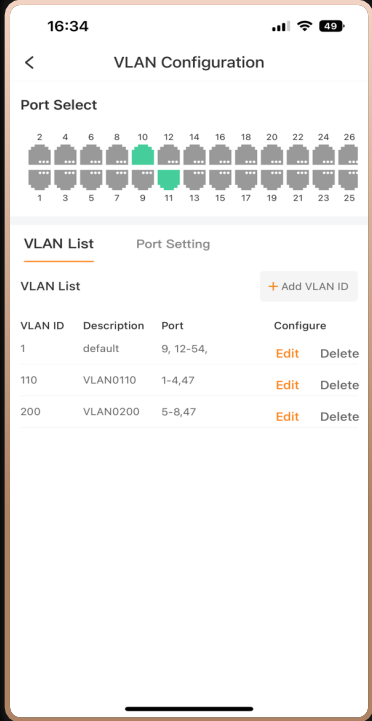 16:34
49
VLAN Configuration
Port Select
2 4 6 8 10 12 14 16 18 20 22 24 26
1 3 5 7 9 11 13 15 17 19 21 23 25
VLAN List Port Setting
VLAN List + Add VLAN ID
VLAN ID Description Port Configure
1 default 9, 12-54, Edit Delete
110 VLAN0110 1-4,47 Edit Delete
200 VLAN0200 5-8,47 Edit Delete